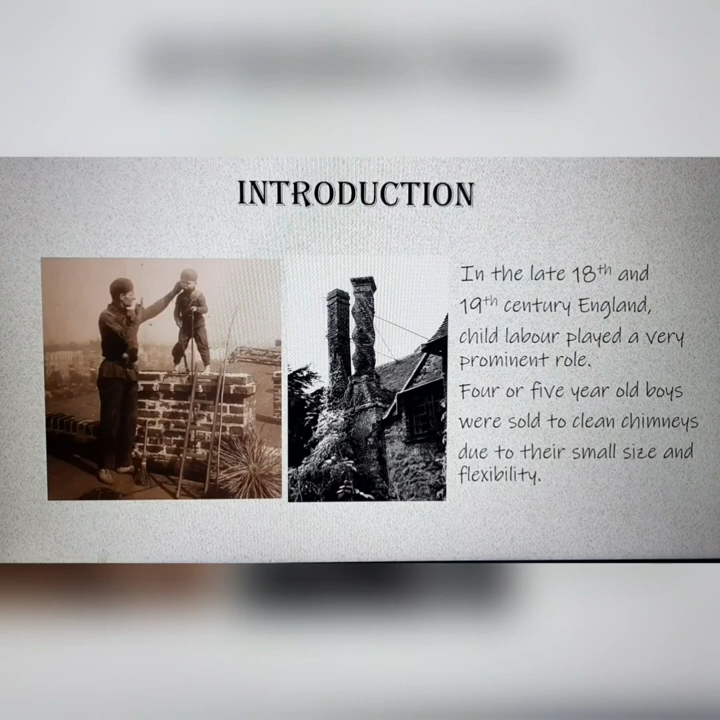 INTRODUCTION
In the late 18th and
19th century England,
child labour played a very
prominent role.
Four or five year old boys
were sold to clean chimneys
due to their small size and
flexibility.